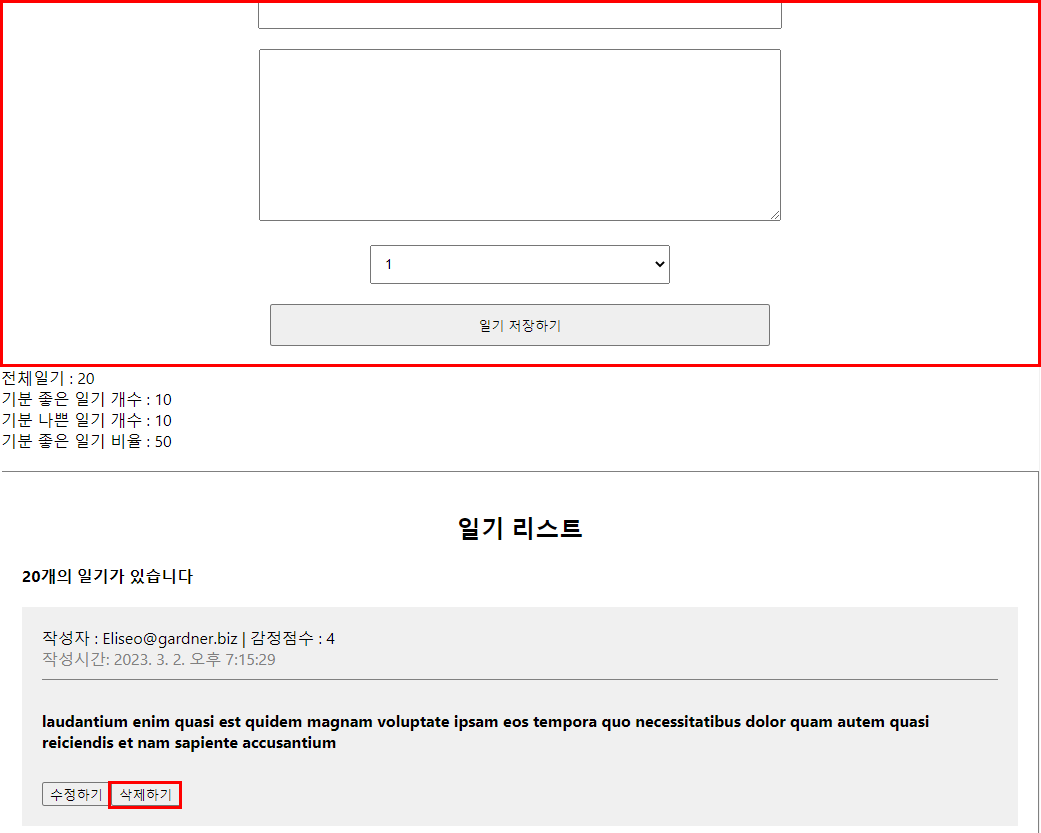 1
일기 저장하기
전체일기 : 20
기분 좋은 일기 개수 : 10
기분 나쁜 일기 개수 : 10
기분 좋은 일기 비율 : 50
일기 리스트
20개의 일기가 있습니다
작성자 : Eliseo@gardner.biz | 감정점수 : 4
작성시간: 2023. 3. 2. 오후 7:15:29
laudantium enim quasi est quidem magnam voluptate ipsam eos tempora quo necessitatibus dolor quam autem quasi
reiciendis et nam sapiente accusantium
수정하기 삭제하기